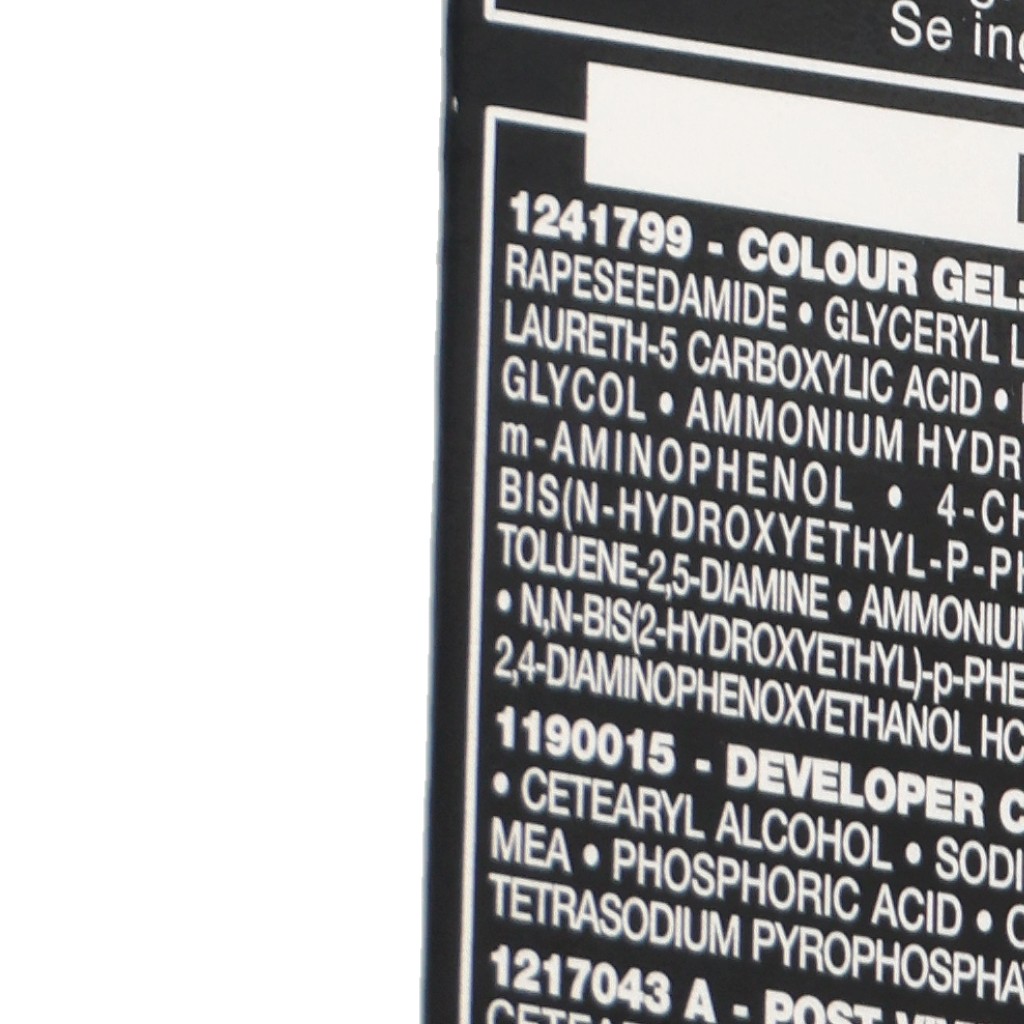 Se ing
1241799 - COLOUR GEL:
RAPESEEDAMIDE • GLYCERYL L
LAURETH-5 CARBOXYLIC ACID •
GLYCOL • AMMONIUM HYDR
m-AMINOPHENOL • 4-CH
BIS(N-HYDROXYETHYL-P-PH
TOLUENE-2,5-DIAMINE • AMMONIUM
• N,N-BIS(2-HYDROXYETHYL)-p-PHE
2,4-DIAMINOPHENOXYETHANOL HC
1190015 - DEVELOPER C
• CETEARYL ALCOHOL • SODI
MEA • PHOSPHORIC ACID •
TETRASODIUM PYROPHOSPHA
1217043 A - POST